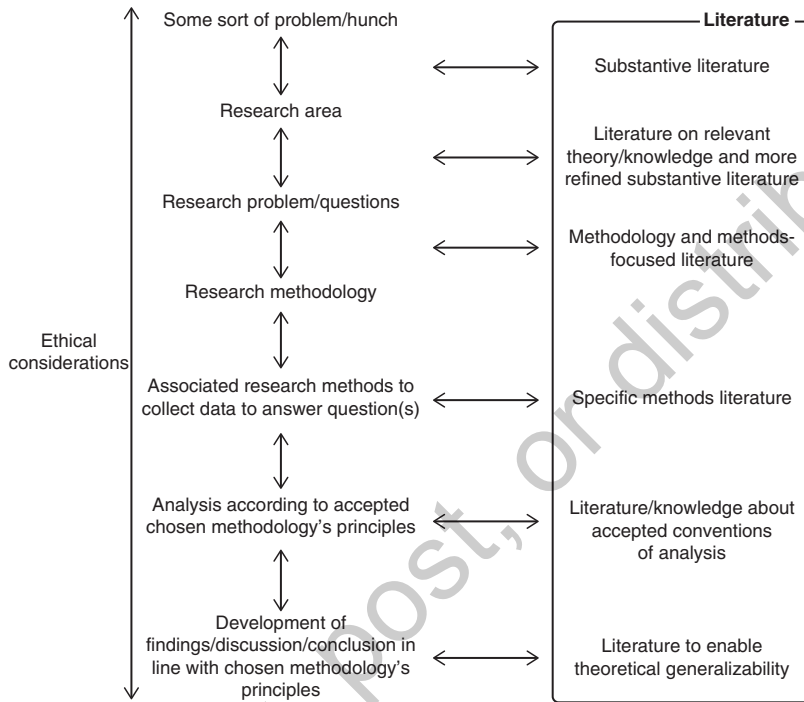 Some sort of problem/hunch
Literature
Substantive literature
Research area
Literature on relevant
theory/knowledge and more
refined substantive literature
Research problem/questions
Methodology and methods-
focused literature
Research methodology
Ethical
considerations
Associated research methods to
collect data to answer question(s)
Specific methods literature
Analysis according to accepted
chosen methodology’s principles
Literature/knowledge about
accepted conventions
of analysis
Development of
findings/discussion/conclusion in
line with chosen methodology’s
principles
Literature to enable
theoretical generalizability
post, or distrib